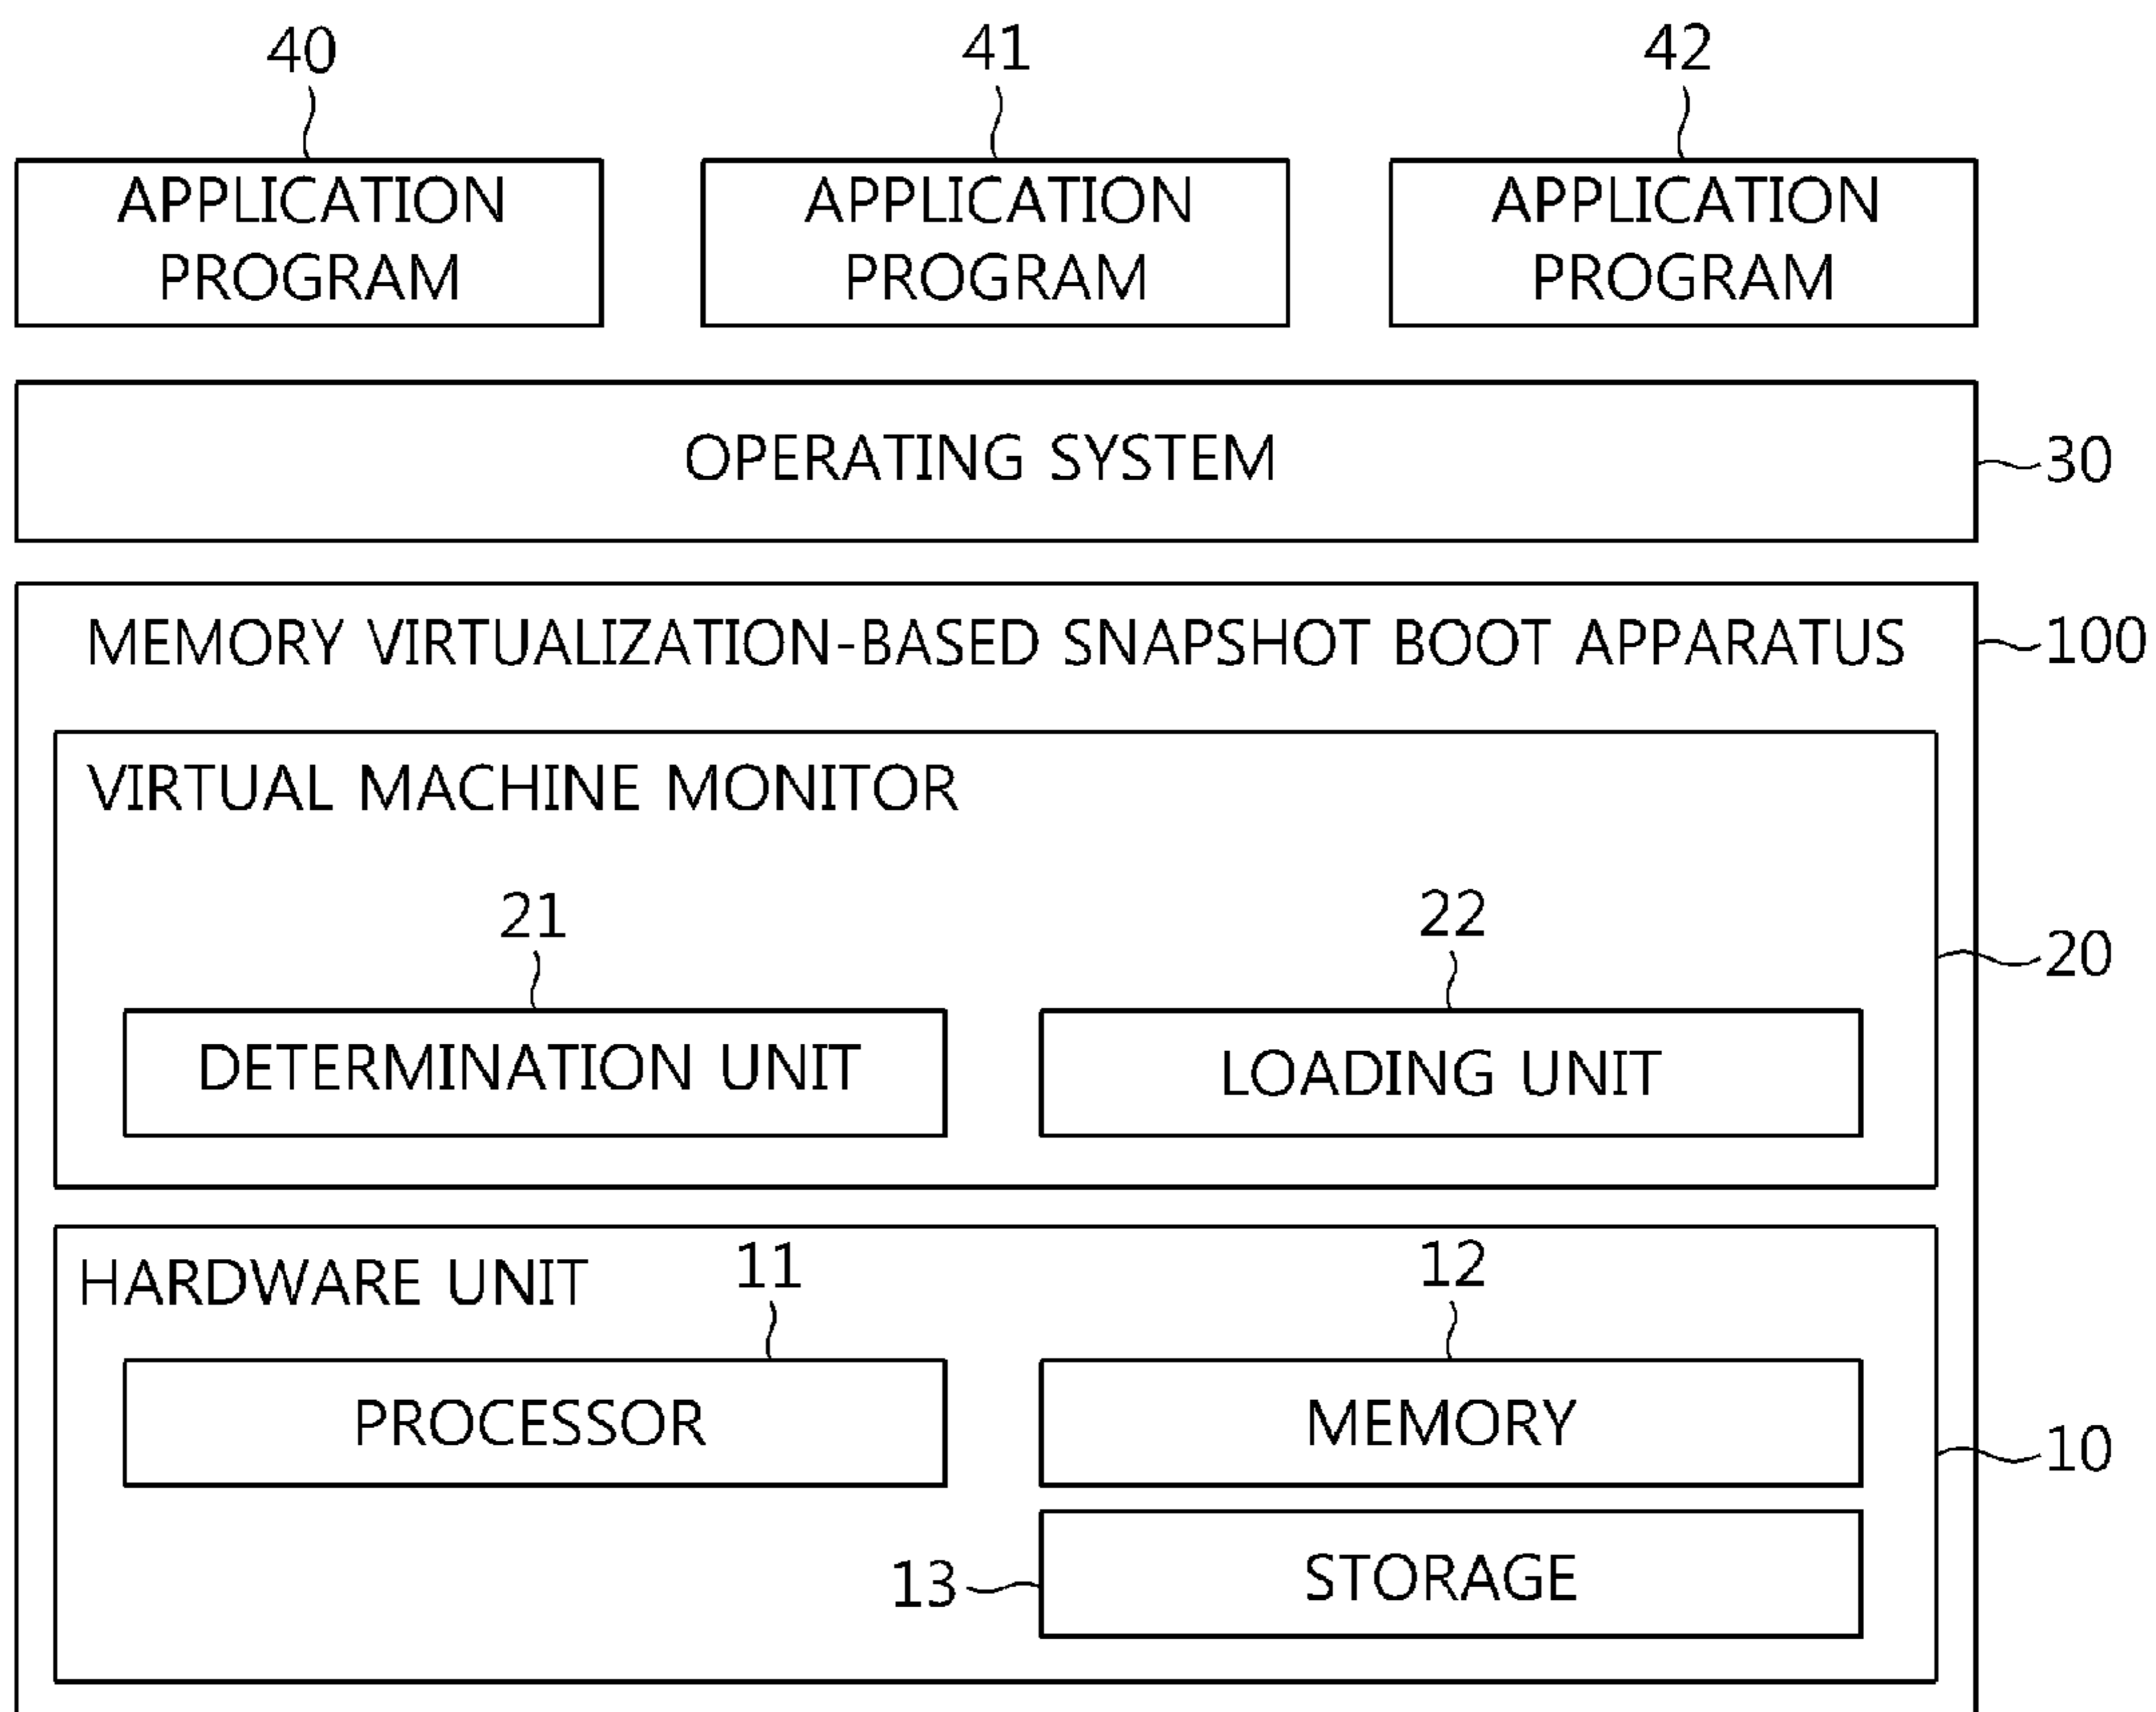 40
41
42
APPLICATION
PROGRAM
APPLICATION
PROGRAM
APPLICATION
PROGRAM
OPERATING SYSTEM
30
MEMORY VIRTUALIZATION-BASED SNAPSHOT BOOT APPARATUS
100
VIRTUAL MACHINE MONITOR
21
22
20
DETERMINATION UNIT
LOADING UNIT
HARDWARE UNIT
11
12
PROCESSOR
MEMORY
10
13
STORAGE